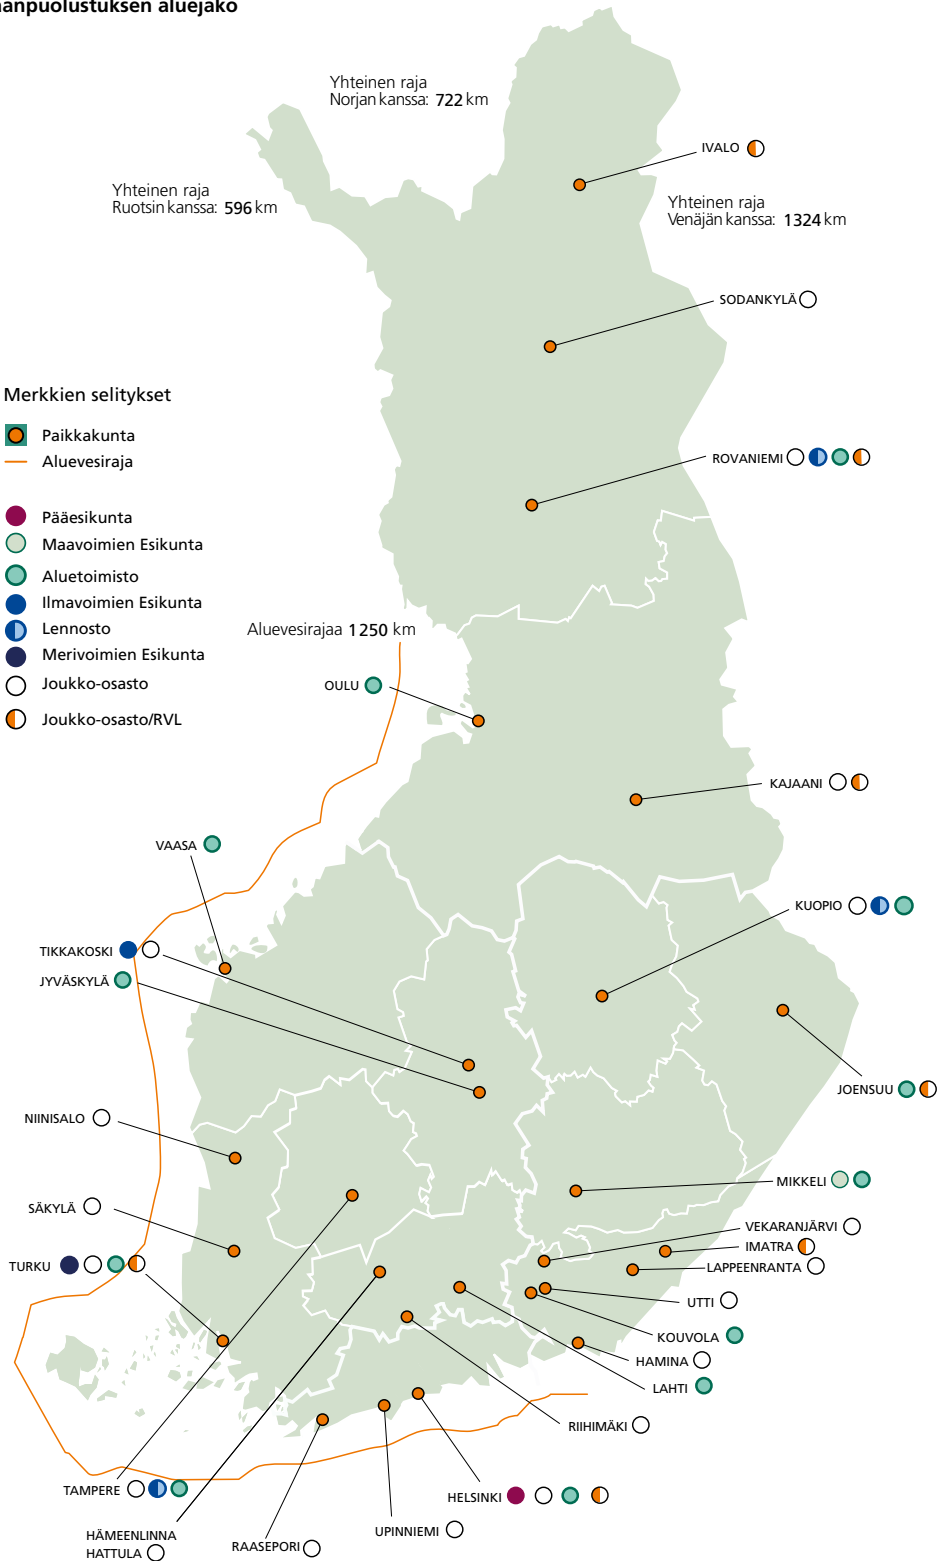 aanpuolustuksen aluejako
Yhteinen raja
Norjan kanssa: 722 km
IVALO
Yhteinen raja
Ruotsin kanssa: 596 km
Yhteinen raja
Venäjän kanssa: 1324 km
SODANKYLÄ
Merkkien selitykset
Paikkakunta
Aluevesiraja
ROVANIEMI
Pääesikunta
Maavoimien Esikunta
Aluetoimisto
Ilmavoimien Esikunta
Lennosto
Merivoimien Esikunta
Joukko-osasto
Joukko-osasto/RVL
Aluevesirajaa 1250 km
OULU
KAJAANI
VAASA
KUOPIO
TIKKAKOSKI
JYVÄSKYLÄ
JOENSUU
NIINISALO
MIKKELI
SÄKYLÄ
VEKARANJÄRVI
IMATRA
TURKU
LAPPEENRANTA
UTTI
KOUVOLA
HAMINA
LAHTI
RIIHIMÄKI
TAMPERE
HELSINKI
HÄMEENLINNA
HATTULA
UPINNIEMI
RAASEPORI